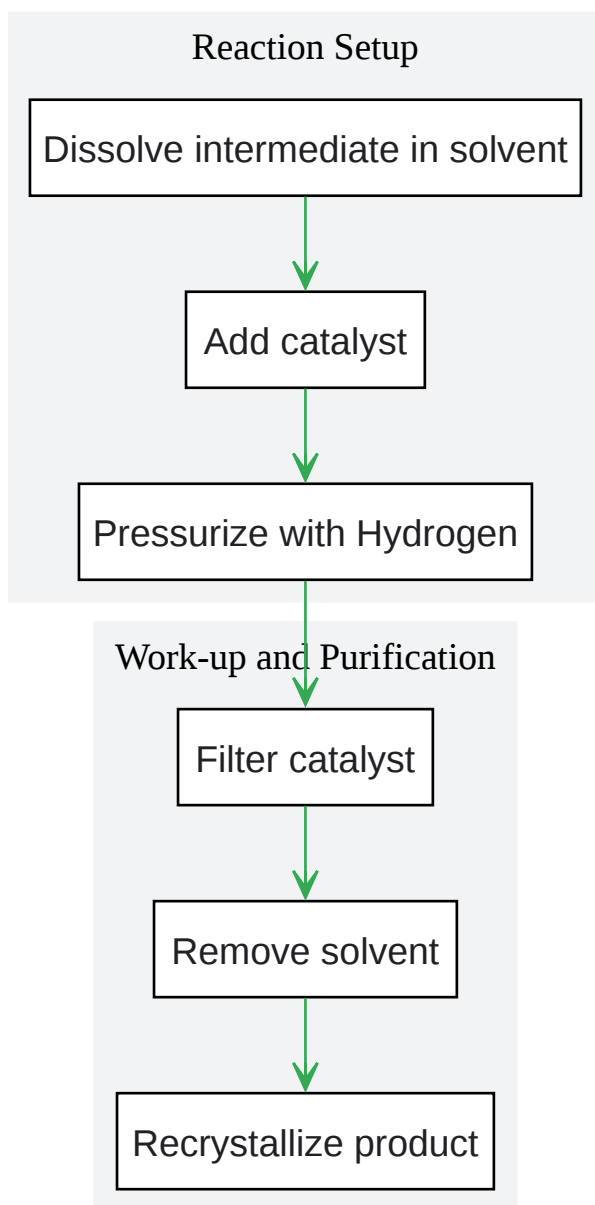 Reaction Setup
Dissolve intermediate in solvent
Add catalyst
Pressurize with Hydrogen
Work-up and Purification
Filter catalyst
Remove solvent
Recrystallize product